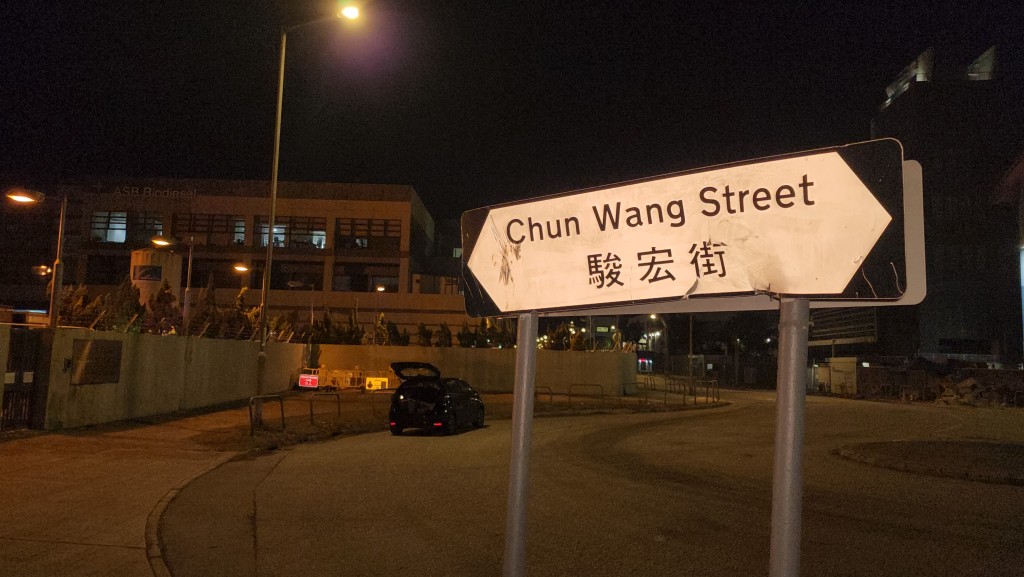 ASB Biodiesel
Chun Wang Street
駿宏街